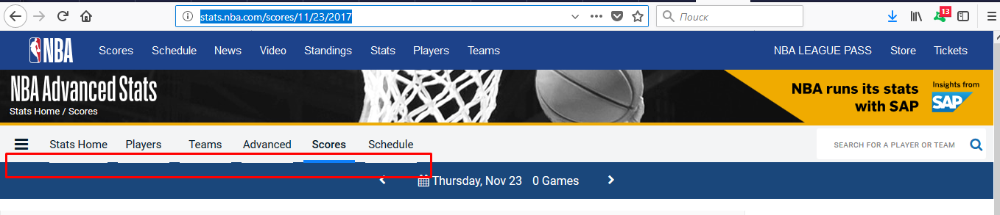 stats.nba.com/scores/11/23/2017
Поиск
13
NBA Scores Schedule News Video Standings Stats Players Teams NBA LEAGUE PASS Store Tickets
NBA Advanced Stats
Stats Home / Scores
NBA runs its stats
with SAP
Insights from
SAP
Stats Home Players Teams Advanced Scores Schedule SEARCH FOR A PLAYER OR TEAM
Thursday, Nov 23 0 Games